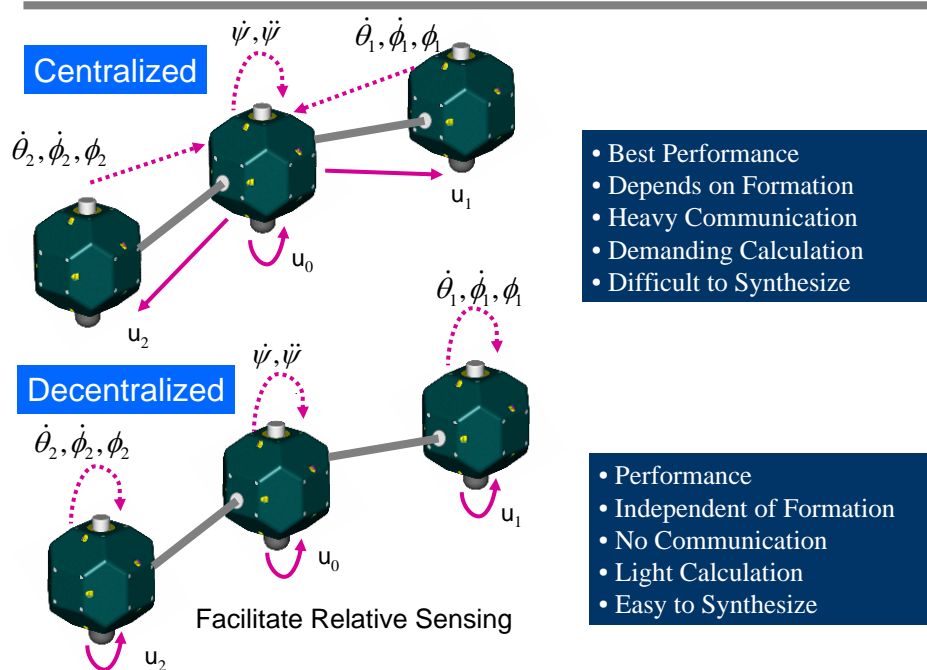 ψ̇,ψ̈
θ̇₁,ϕ̇₁,ϕ₁
Centralized
θ̇₂,ϕ̇₂,ϕ₂
u₁
u₀
u₂
• Best Performance
• Depends on Formation
• Heavy Communication
• Demanding Calculation
• Difficult to Synthesize
θ̇₁,ϕ̇₁,ϕ₁
ψ̇,ψ̈
Decentralized
θ̇₂,ϕ̇₂,ϕ₂
u₁
u₀
Facilitate Relative Sensing
u₂
• Performance
• Independent of Formation
• No Communication
• Light Calculation
• Easy to Synthesize